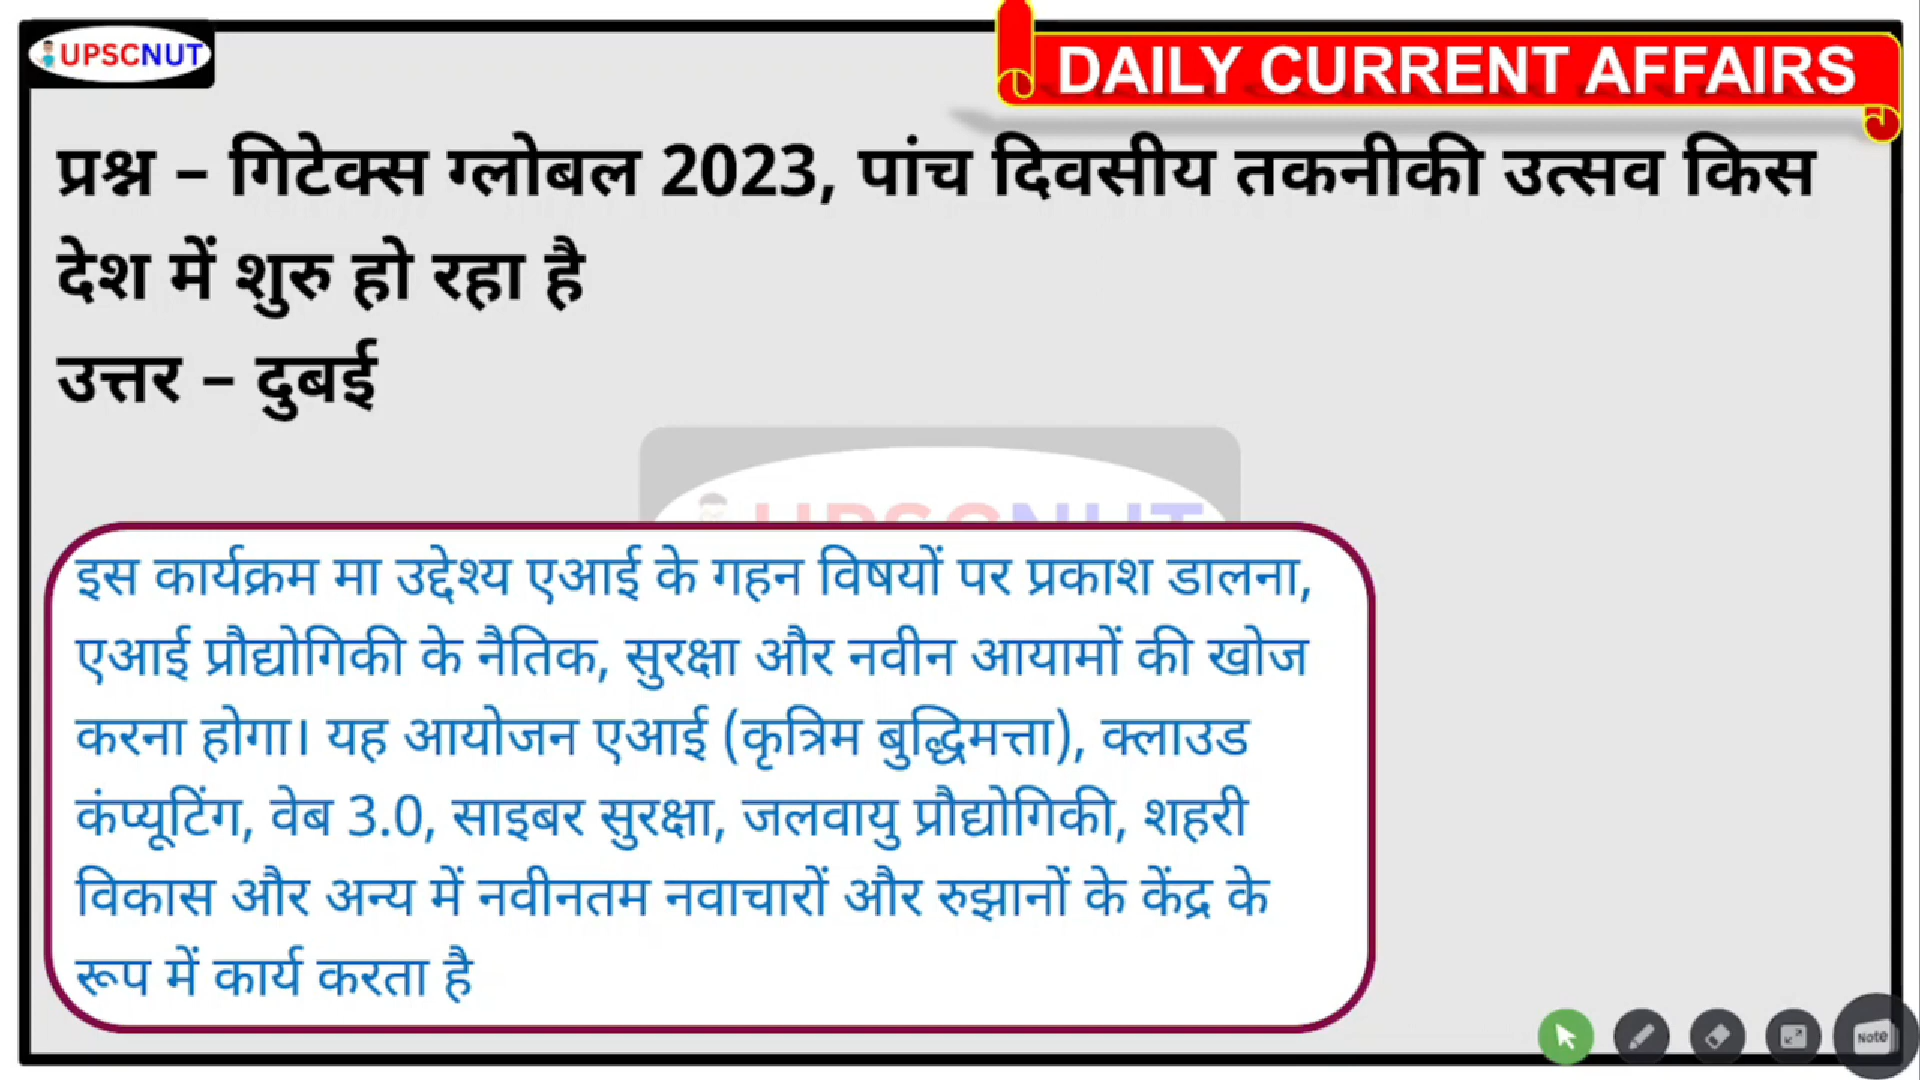 UPSCNUT
DAILY CURRENT AFFAIRS
प्रश्न – गिटेक्स ग्लोबल 2023, पांच दिवसीय तकनीकी उत्सव किस
देश में शुरु हो रहा है
उत्तर – दुबई
UPSCNUT
इस कार्यक्रम मा उद्देश्य एआई के गहन विषयों पर प्रकाश डालना,
एआई प्रौद्योगिकी के नैतिक, सुरक्षा और नवीन आयामों की खोज
करना होगा। यह आयोजन एआई (कृत्रिम बुद्धिमत्ता), क्लाउड
कंप्यूटिंग, वेब 3.0, साइबर सुरक्षा, जलवायु प्रौद्योगिकी, शहरी
विकास और अन्य में नवीनतम नवाचारों और रुझानों के केंद्र के
रूप में कार्य करता है
Note